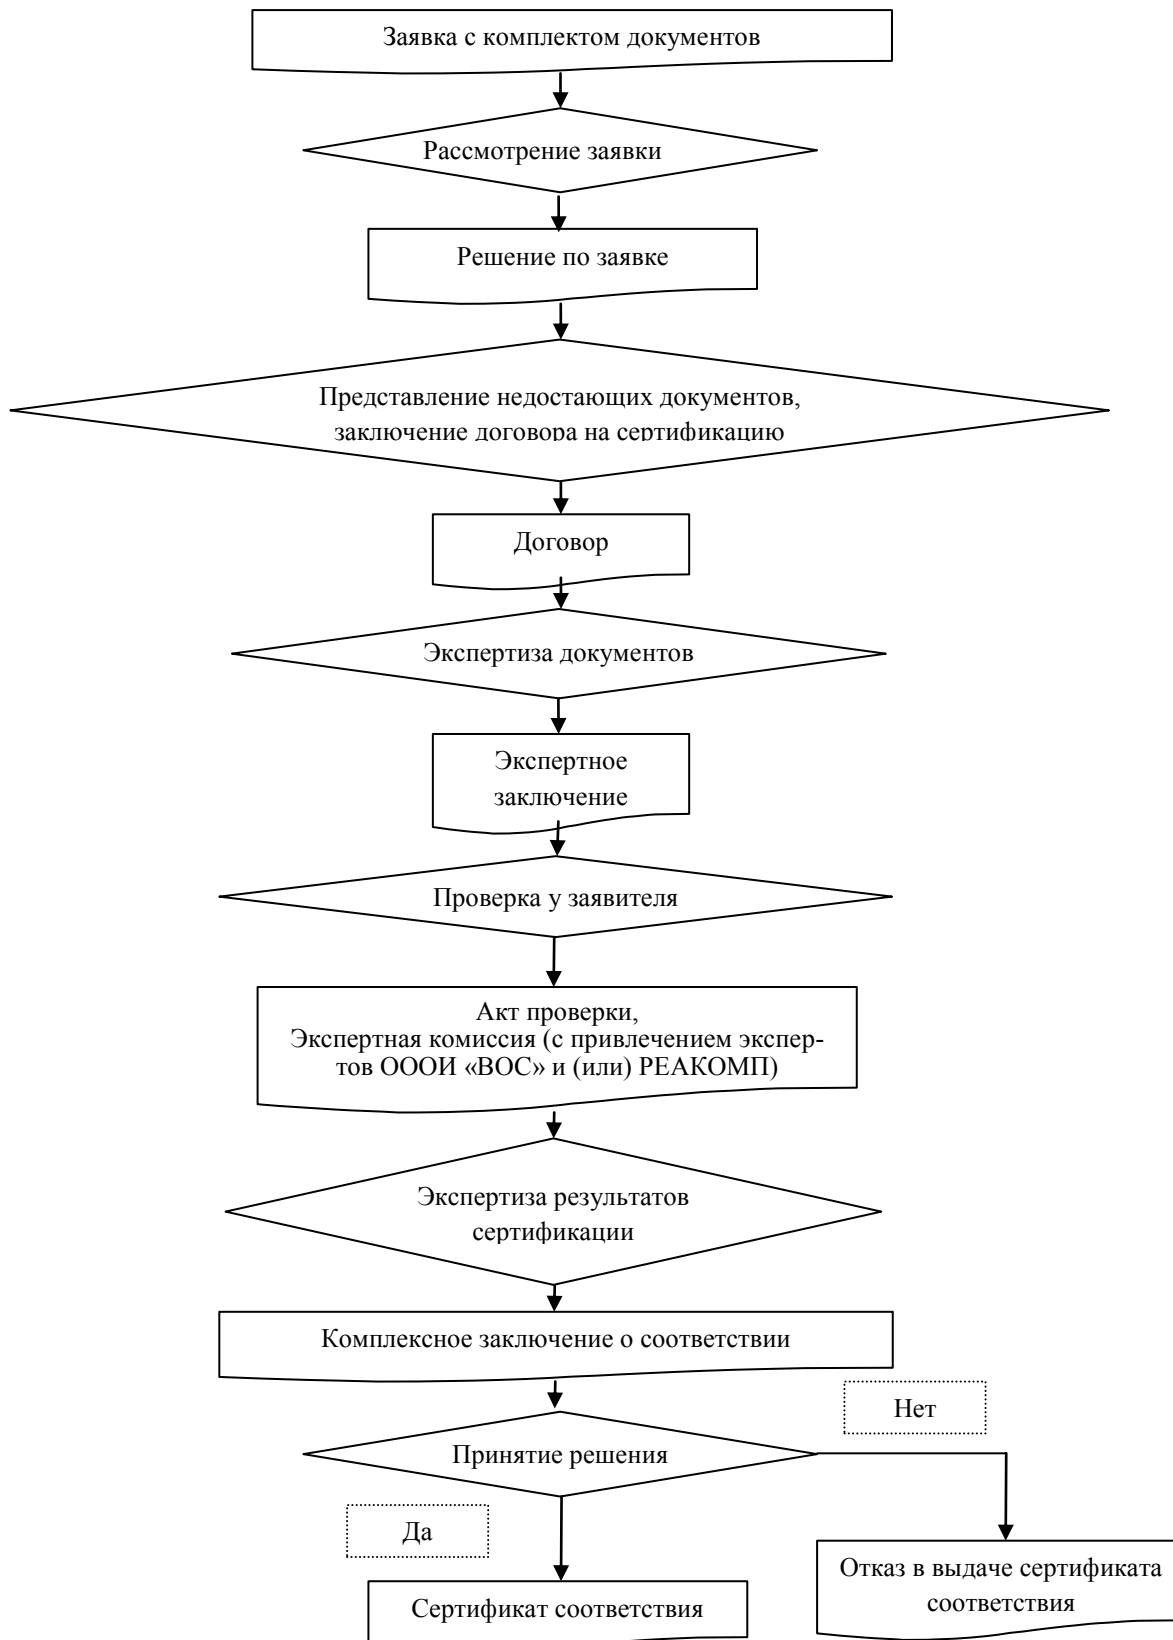 Заявка с комплектом документов
Рассмотрение заявки
Решение по заявке
Представление недостающих документов,
заключение договора на сертификацию
Договор
Экспертиза документов
Экспертное
заключение
Проверка у заявителя
Акт проверки,
Экспертная комиссия (с привлечением экспер-
тов ОООИ «ВОС» и (или) РЕАКОМП)
Экспертиза результатов
сертификации
Комплексное заключение о соответствии
Нет
Принятие решения
Да
Отказ в выдаче сертификата
соответствия
Сертификат соответствия